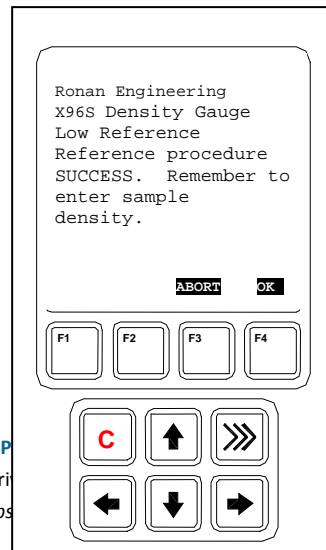 Ronan Engineering
X96S Density Gauge
Low Reference
Reference procedure
SUCCESS.  Remember to
enter sample
density.
ABORT OK
F1 F2 F3 F4
C
P